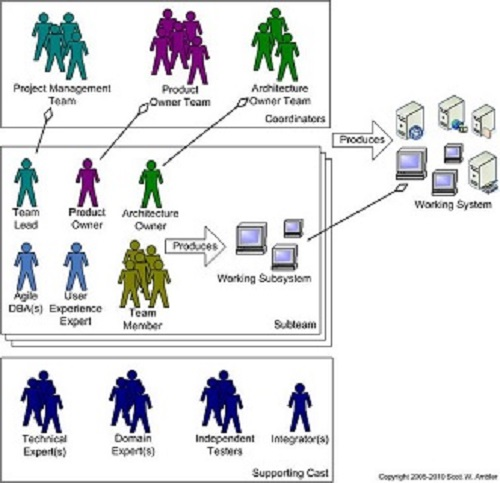 Project Management
Team
Product
Owner Team
Architecture
Owner Team
Coordinators
Produces
Working System
Team
Lead
Product
Owner
Architecture
Owner
Produces
Working Subsystem
Agile
DBA(s)
User
Experience
Expert
Team
Member
Subteam
Technical
Expert(s)
Domain
Expert(s)
Independent
Testers
Integrator(s)
Supporting Cast
Copyright 2005-2010 Scott W. Ambler